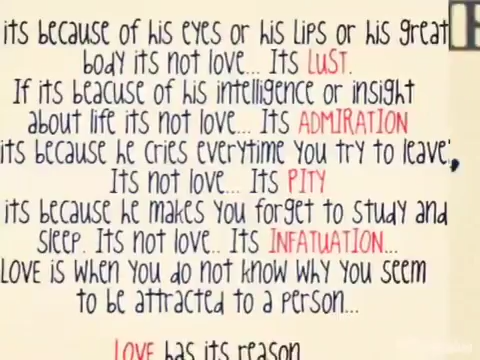 its because of his eyes or his lips or his great
body its not love... Its LUST.
If its beacuse of his intelligence or insight
about life its not love... Its ADMIRATION
its because he cries everytime you try to leave,
Its not love... Its PITY
its because he makes you forget to study and
sleep. Its not love.. Its INFATUATION...
LOVE is when you do not know why you seem
to be attracted to a person...
LOVE has its reason